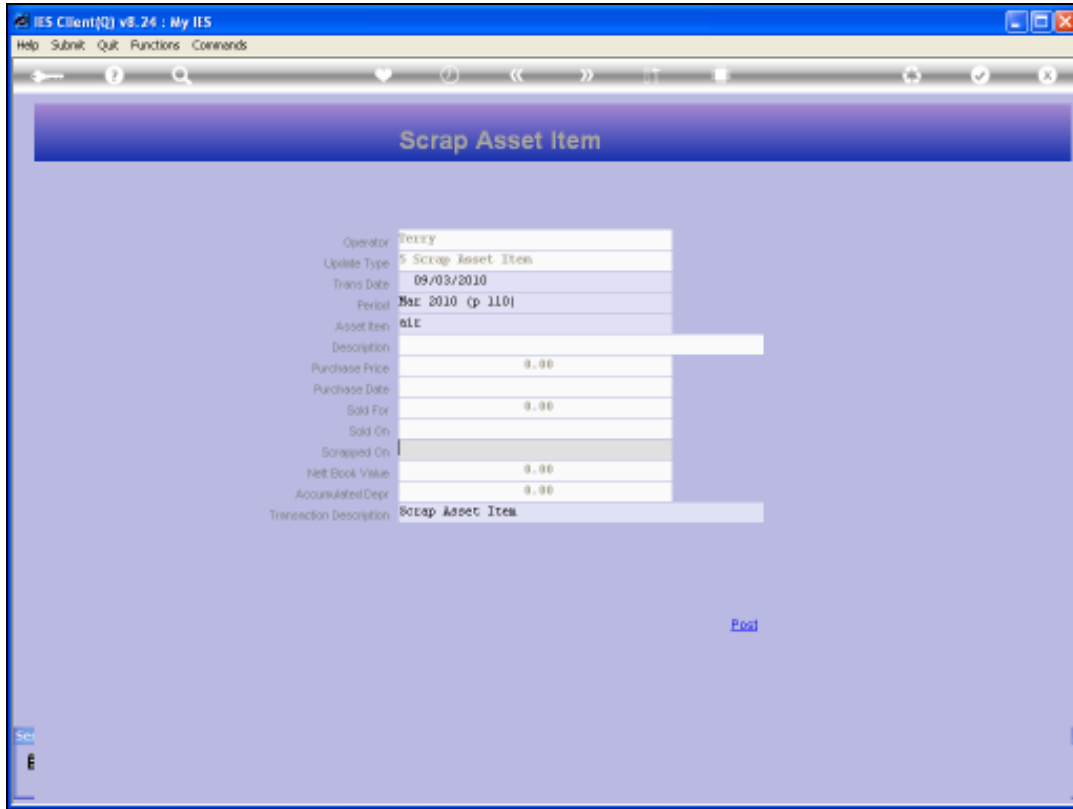 IES Client(Q) v8.24 : My IES
Help Submit Quit Functions Commands
Scrap Asset Item
Operator Terry
Update Type 5 Scrap Asset Item
Trans Date 09/03/2010
Period Mar 2010 (p 110)
Asset Item air
Description
Purchase Price 0.00
Purchase Date
Sold For 0.00
Sold On
Scrapped On
Nett Book Value 0.00
Accumulated Depr 0.00
Transaction Description Scrap Asset Item
Post